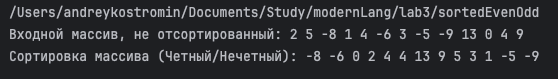 /Users/andreykostromin/Documents/Study/modernLang/lab3/sortedEvenOdd
Входной массив, не отсортированный: 2 5 -8 1 4 -6 3 -5 -9 13 0 4 9
Сортировка массива (Четный/Нечетный): -8 -6 0 2 4 4 13 9 5 3 1 -5 -9